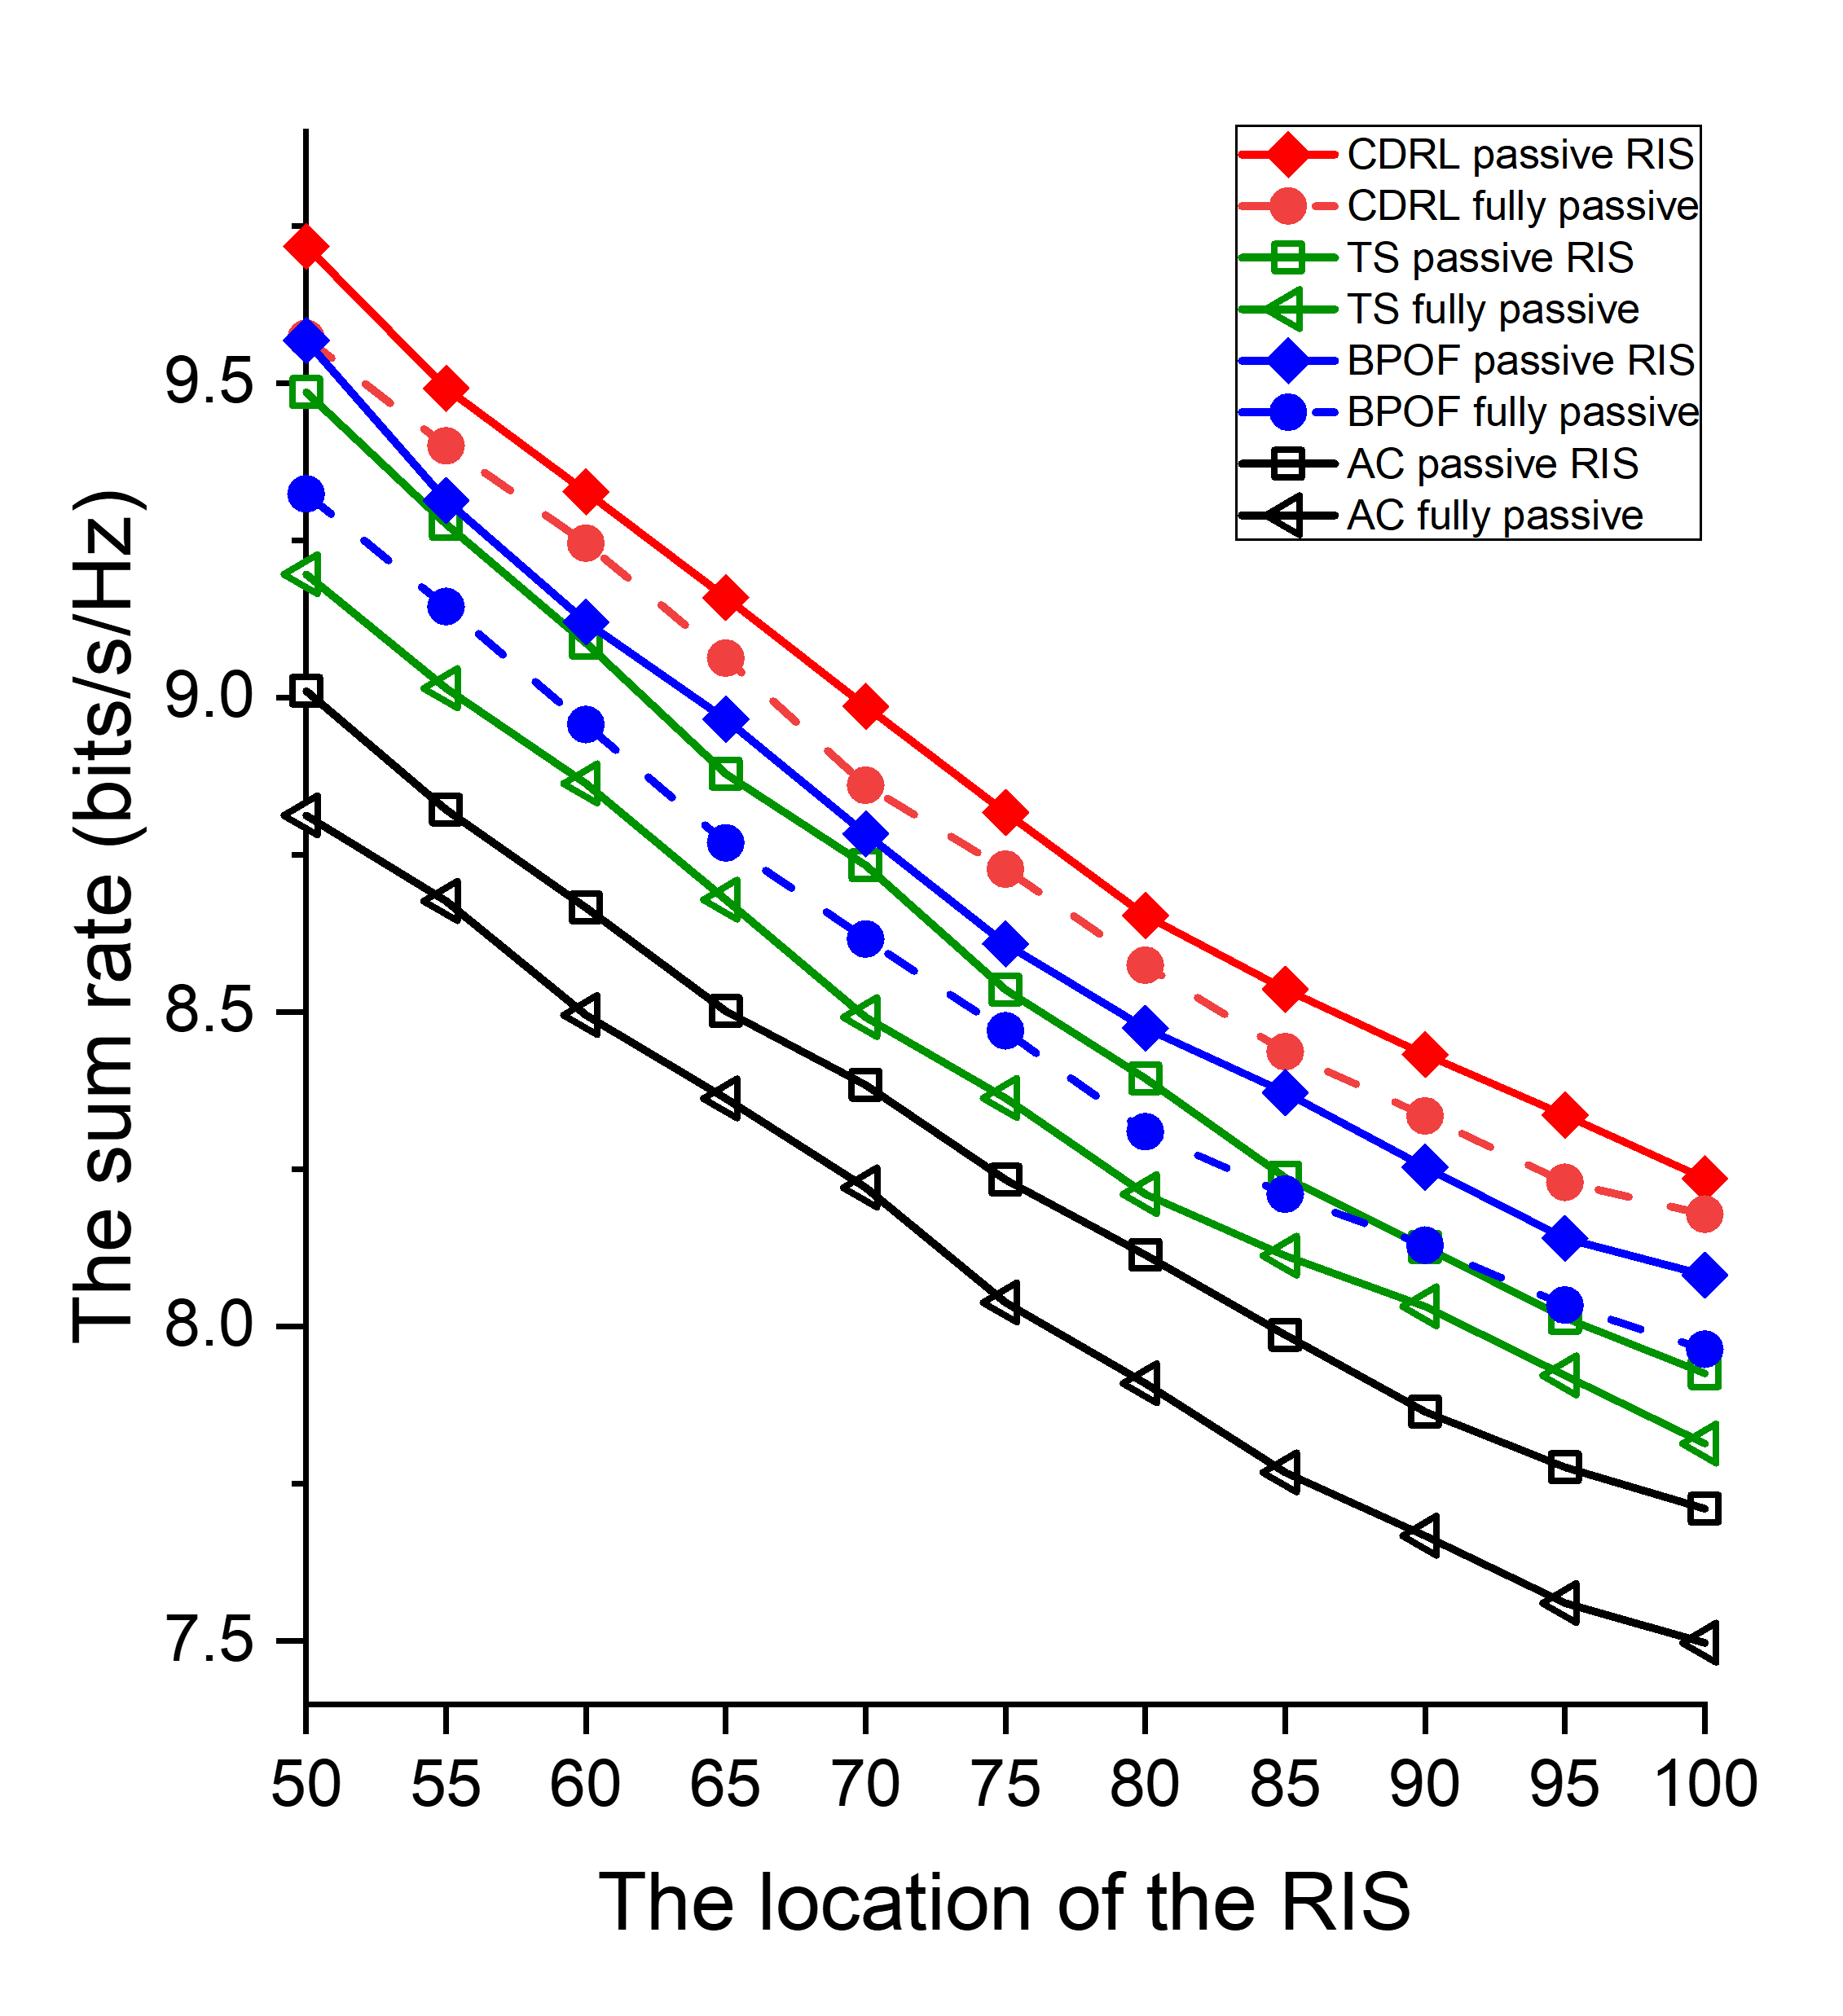 CDRL passive RIS
CDRL fully passive
TS passive RIS
TS fully passive
BPOF passive RIS
BPOF fully passive
AC passive RIS
AC fully passive
The sum rate (bits/s/Hz)
9.5
9.0
8.5
8.0
7.5
50 55 60 65 70 75 80 85 90 95 100
The location of the RIS